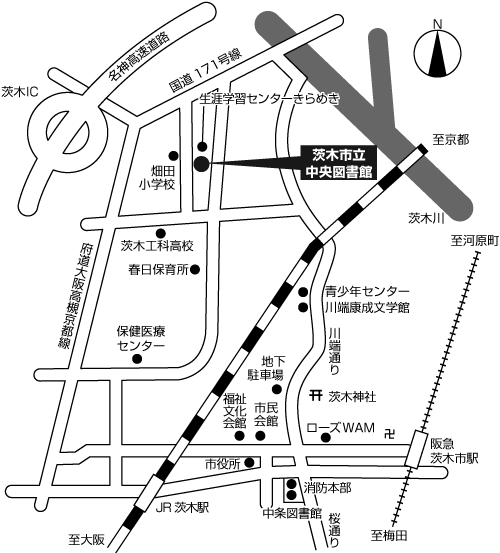 名神高速道路
国道 171号線
N
茨木IC
生涯学習センターきらめき
至京都
畑田
小学校
茨木市立
中央図書館
茨木川
至河原町
茨木工科高校
春日保育所
府道大阪高槻京都線
青少年センター
川端康成文学館
川端通り
保健医療
センター
地下
駐車場
茨木神社
福祉
文化
会館
市民
会館
ローズWAM
卍
阪急
茨木市駅
市役所
消防本部
JR 茨木駅
中条図書館
桜通り
至大阪
至梅田